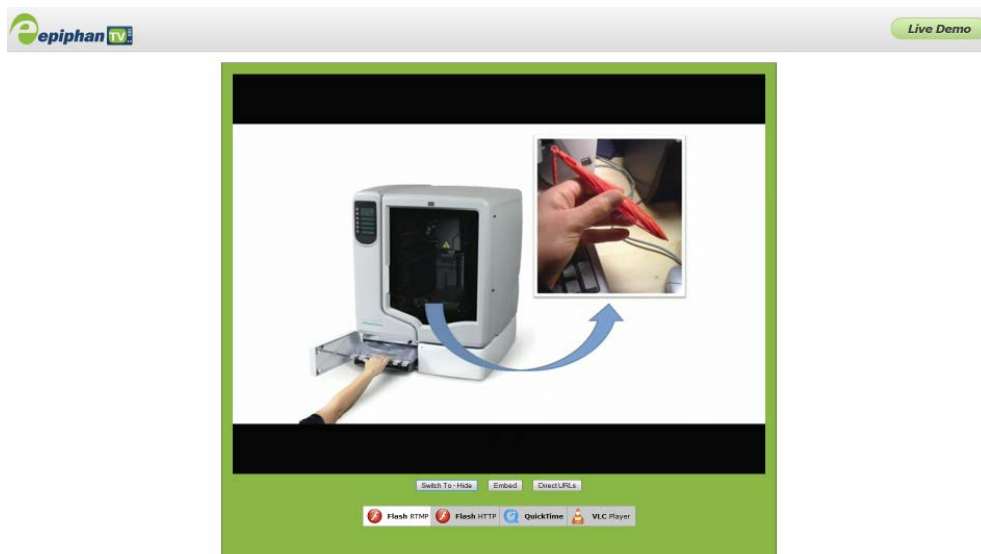 epiphan TV
Live Demo
Switch To - Hide Embed Direct URLs
Flash RTMP Flash HTTP QuickTime VLC Player